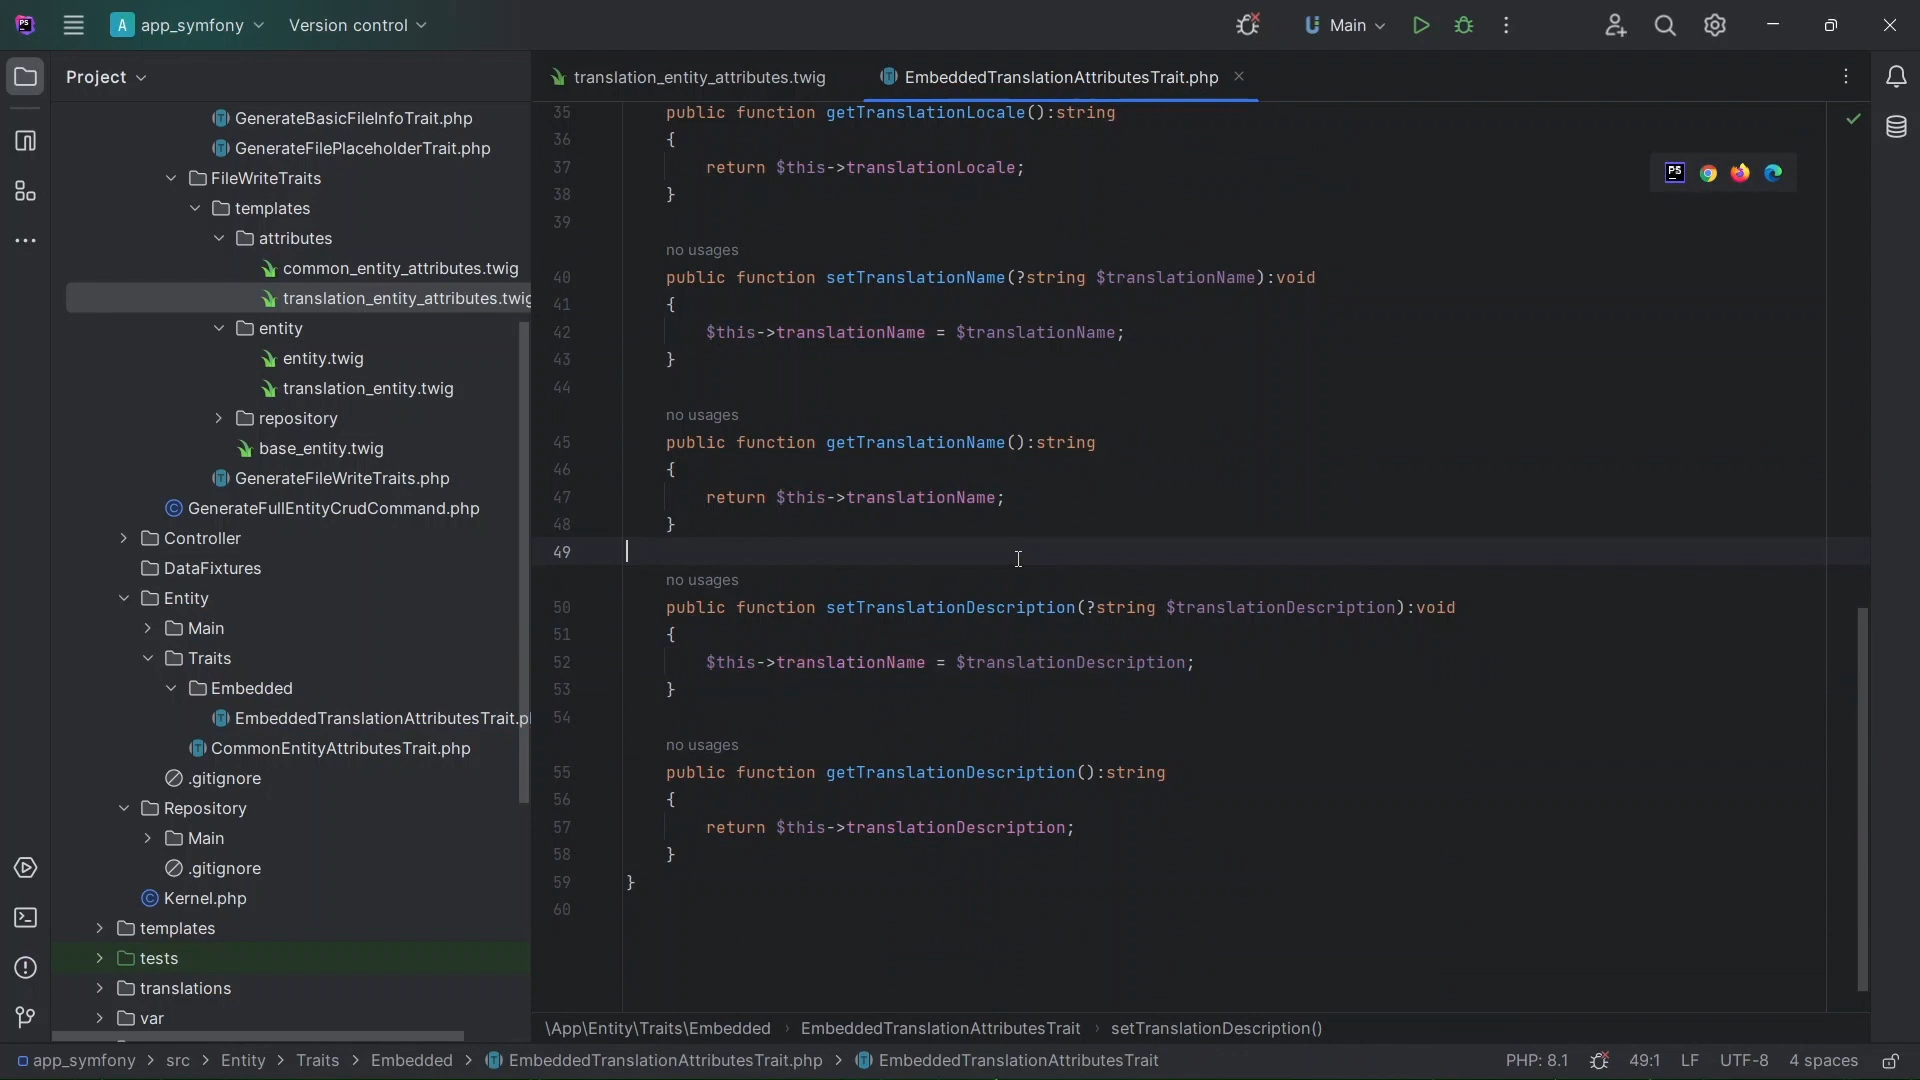 PS
A app_symfony
Version control
Main
Project
translation_entity_attributes.twig
EmbeddedTranslationAttributesTrait.php
GenerateBasicFileInfoTrait.php
GenerateFilePlaceholderTrait.php
FileWriteTraits
templates
attributes
common_entity_attributes.twig
translation_entity_attributes.twig
entity
entity.twig
translation_entity.twig
repository
base_entity.twig
GenerateFileWriteTraits.php
GenerateFullEntityCrudCommand.php
Controller
DataFixtures
Entity
Main
Traits
Embedded
EmbeddedTranslationAttributesTrait.p
CommonEntityAttributesTrait.php
.gitignore
Repository
Main
.gitignore
Kernel.php
templates
tests
translations
var
35 public function getTranslationLocale():string
36 {
37 return $this->translationLocale;
38 }
39
no usages
40 public function setTranslationName(?string $translationName):void
41 {
42 $this->translationName = $translationName;
43 }
44
no usages
45 public function getTranslationName():string
46 {
47 return $this->translationName;
48 }
49
no usages
50 public function setTranslationDescription(?string $translationDescription):void
51 {
52 $this->translationName = $translationDescription;
53 }
54
no usages
55 public function getTranslationDescription():string
56 {
57 return $this->translationDescription;
58 }
59 }
60
PS
\App\Entity\Traits\Embedded › EmbeddedTranslationAttributesTrait › setTranslationDescription()
app_symfony > src > Entity > Traits > Embedded > EmbeddedTranslationAttributesTrait.php > EmbeddedTranslationAttributesTrait
PHP: 8.1 49:1 LF UTF-8 4 spaces